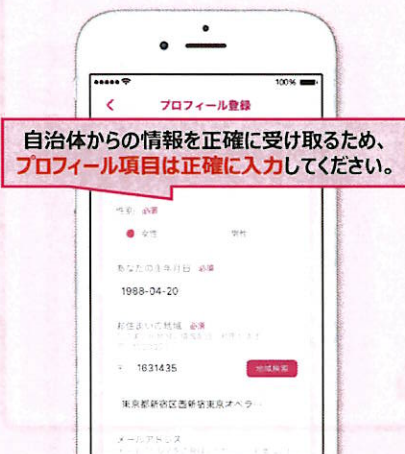 100%
プロフィール登録
自治体からの情報を正確に受け取るため、
プロフィール項目は正確に入力してください。
性別 必須
女性 男性
あなたの生年月日 必須
1988-04-20
お住まいの地域 必須
〒 1631435 地域検索
東京都新宿区西新宿東京オペラ…
メールアドレス